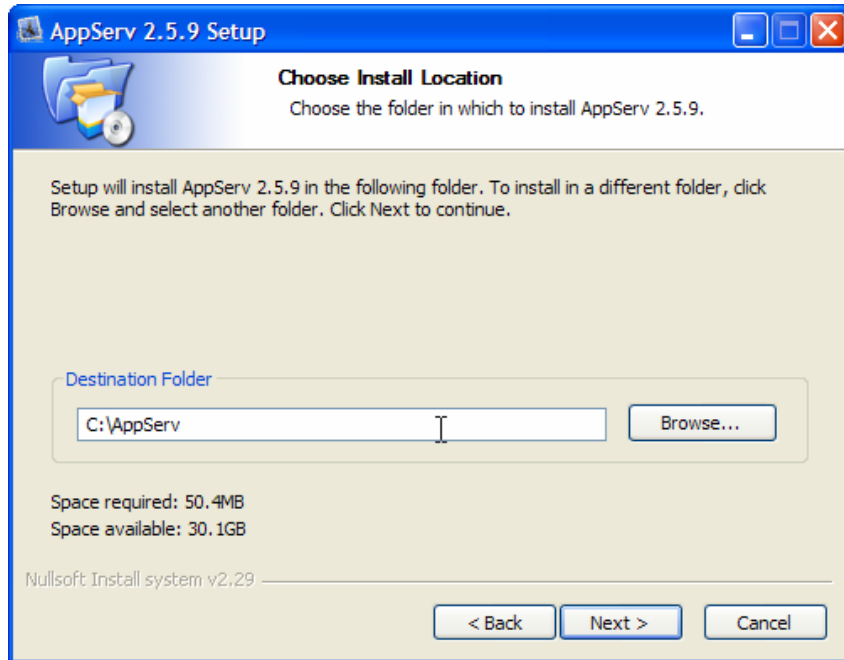 AppServ 2.5.9 Setup
Choose Install Location
Choose the folder in which to install AppServ 2.5.9.
Setup will install AppServ 2.5.9 in the following folder. To install in a different folder, click
Browse and select another folder. Click Next to continue.
Destination Folder
C:\AppServ
Browse...
Space required: 50.4MB
Space available: 30.1GB
Nullsoft Install system v2.29
< Back
Next >
Cancel